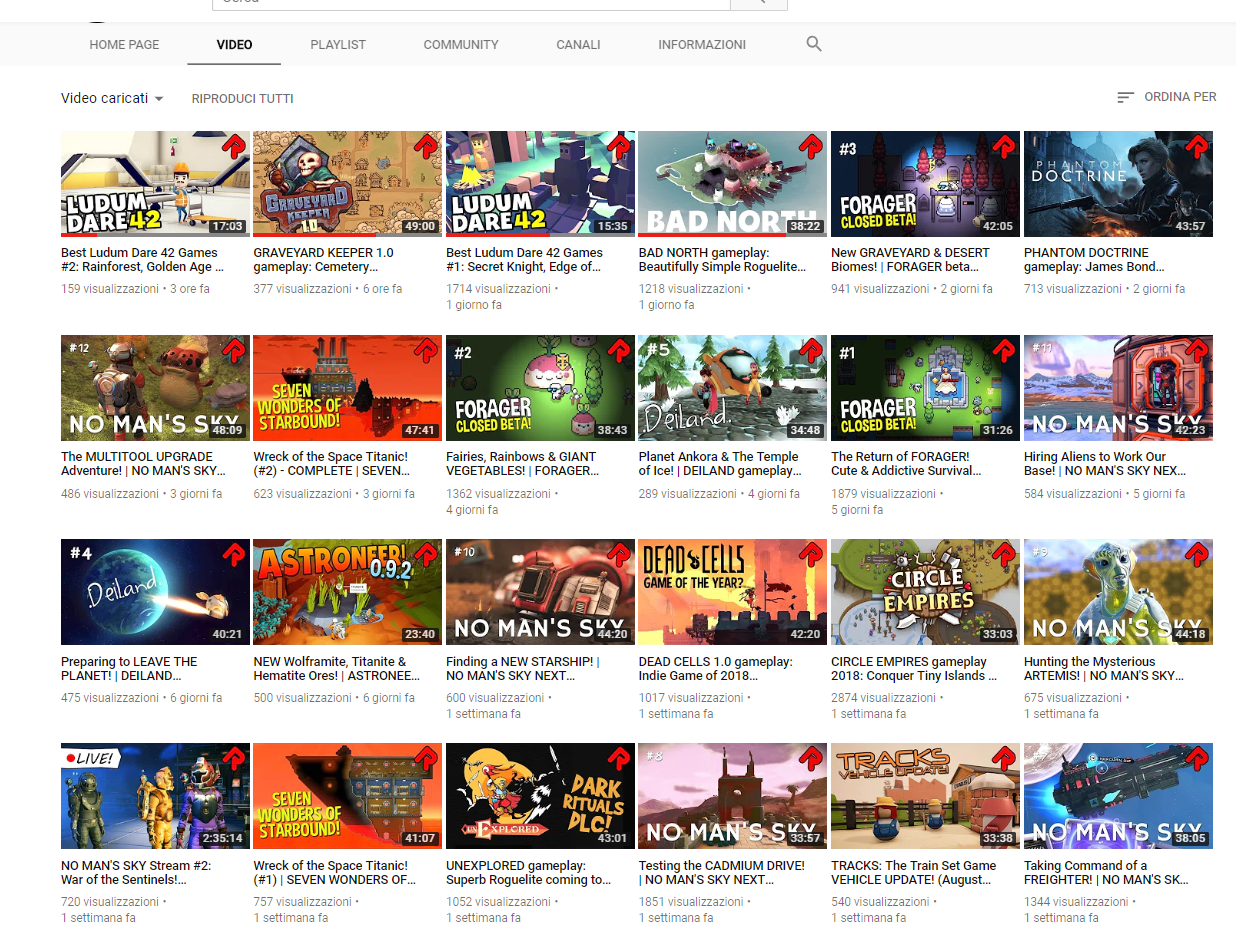 HOME PAGE VIDEO PLAYLIST COMMUNITY CANALI INFORMAZIONI
Video caricati RIPRODUCI TUTTI ORDINA PER
LUDUM
DARE 42
17:03
GRAVEYARD
KEEPER
1.0
49:00
LUDUM
DARE 42
15:35
BAD NORTH
38:22
#3
FORAGER
CLOSED BETA!
42:05
PHANTOM
DOCTRINE
43:57
Best Ludum Dare 42 Games
#2: Rainforest, Golden Age ...
159 visualizzazioni • 3 ore fa
GRAVEYARD KEEPER 1.0
gameplay: Cemetery...
377 visualizzazioni • 6 ore fa
Best Ludum Dare 42 Games
#1: Secret Knight, Edge of...
1714 visualizzazioni •
1 giorno fa
BAD NORTH gameplay:
Beautifully Simple Roguelite...
1218 visualizzazioni •
1 giorno fa
New GRAVEYARD & DESERT
Biomes! | FORAGER beta...
941 visualizzazioni • 2 giorni fa
PHANTOM DOCTRINE
gameplay: James Bond...
713 visualizzazioni • 2 giorni fa
#12
NO MAN'S SKY
48:09
SEVEN
WONDERS OF
STARBOUND!
47:41
#2
FORAGER
CLOSED BETA!
38:43
#5
Deiland.
34:48
#1
FORAGER
CLOSED BETA!
31:26
#11
NO MAN'S SKY
42:23
The MULTITOOL UPGRADE
Adventure! | NO MAN'S SKY...
486 visualizzazioni • 3 giorni fa
Wreck of the Space Titanic!
(#2) - COMPLETE | SEVEN...
623 visualizzazioni • 3 giorni fa
Fairies, Rainbows & GIANT
VEGETABLES! | FORAGER...
1362 visualizzazioni •
4 giorni fa
Planet Ankora & The Temple
of Ice! | DEILAND gameplay...
289 visualizzazioni • 4 giorni fa
The Return of FORAGER!
Cute & Addictive Survival...
1879 visualizzazioni •
5 giorni fa
Hiring Aliens to Work Our
Base! | NO MAN'S SKY NEX...
584 visualizzazioni • 5 giorni fa
#4
Deiland.
40:21
ASTRONEER!
0.9.2
23:40
#10
NO MAN'S SKY
44:20
DEAD CELLS
GAME OF THE YEAR?
42:20
CIRCLE
EMPIRES
33:03
#9
NO MAN'S SKY
44:18
Preparing to LEAVE THE
PLANET! | DEILAND...
475 visualizzazioni • 6 giorni fa
NEW Wolframite, Titanite &
Hematite Ores! | ASTRONEE...
500 visualizzazioni • 6 giorni fa
Finding a NEW STARSHIP! |
NO MAN'S SKY NEXT...
600 visualizzazioni •
1 settimana fa
DEAD CELLS 1.0 gameplay:
Indie Game of 2018...
1017 visualizzazioni •
1 settimana fa
CIRCLE EMPIRES gameplay
2018: Conquer Tiny Islands ...
2874 visualizzazioni •
1 settimana fa
Hunting the Mysterious
ARTEMIS! | NO MAN'S SKY...
675 visualizzazioni •
1 settimana fa
LIVE!
2:35:14
SEVEN
WONDERS OF
STARBOUND!
41:07
UNEXPLORED
DARK
RITUALS
DLC!
43:01
#8
NO MAN'S SKY
33:57
TRACKS
VEHICLE UPDATE!
33:38
NO MAN'S SKY
38:05
NO MAN'S SKY Stream #2:
War of the Sentinels!...
720 visualizzazioni •
1 settimana fa
Wreck of the Space Titanic!
(#1) | SEVEN WONDERS OF...
757 visualizzazioni •
1 settimana fa
UNEXPLORED gameplay:
Superb Roguelite coming to...
1052 visualizzazioni •
1 settimana fa
Testing the CADMIUM DRIVE!
| NO MAN'S SKY NEXT...
1851 visualizzazioni •
1 settimana fa
TRACKS: The Train Set Game
VEHICLE UPDATE! (August...
540 visualizzazioni •
1 settimana fa
Taking Command of a
FREIGHTER! | NO MAN'S SK...
1344 visualizzazioni •
1 settimana fa